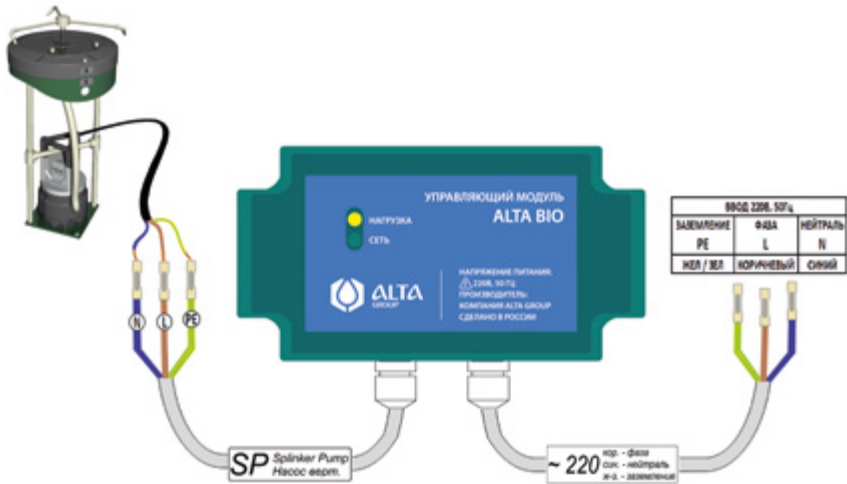 УПРАВЛЯЮЩИЙ МОДУЛЬ
ALTA BIO
НАГРУЗКА
СЕТЬ
ALTA
GROUP
НАПРЯЖЕНИЕ ПИТАНИЯ:
220В, 50 ГЦ
ПРОИЗВОДИТЕЛЬ:
КОМПАНИЯ ALTA GROUP
СДЕЛАНО В РОССИИ
ВВОД 220В, 50Гц
ЗАЗЕМЛЕНИЕ ФАЗА НЕЙТРАЛЬ
PE L N
ЖЕЛ / ЗЕЛ КОРИЧНЕВЫЙ СИНИЙ
N L PE
SP Splinker Pump
Насос верт.
~ 220 кор. - фаза
син. - нейтраль
ж-з. - заземление